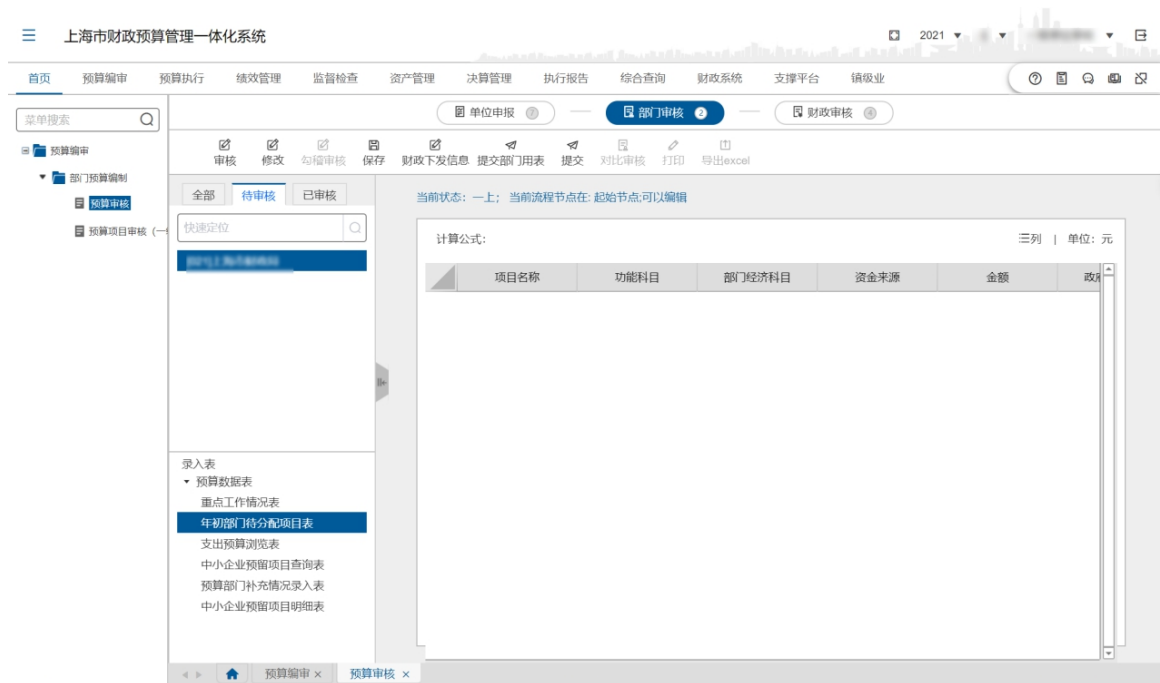 上海市财政预算管理一体化系统
2021
首页 预算编审 预算执行 绩效管理 监督检查 资产管理 决算管理 执行报告 综合查询 财政系统 支撑平台 镇级业
菜单搜索
单位申报 部门审核 2 财政审核 4
预算编审
部门预算编制
预算审核
预算项目审核 (一
审核 修改 勾稽审核 保存 财政下发信息 提交部门用表 提交 对比审核 打印 导出excel
全部 待审核 已审核
快速定位
当前状态: 一上; 当前流程节点在: 起始节点;可以编辑
计算公式:
列 | 单位: 元
项目名称 功能科目 部门经济科目 资金来源 金额
录入表
预算数据表
重点工作情况表
年初部门待分配项目表
支出预算浏览表
中小企业预留项目查询表
预算部门补充情况录入表
中小企业预留项目明细表
预算编审 × 预算审核 ×